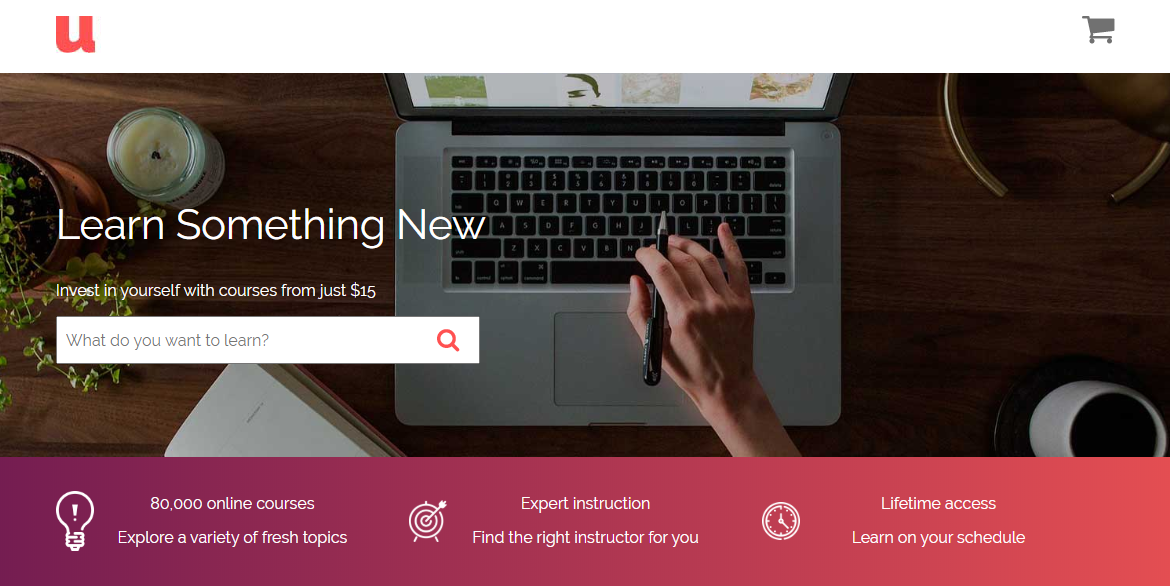 u
Learn Something New
Invest in yourself with courses from just $15
What do you want to learn?
80,000 online courses
Explore a variety of fresh topics
Expert instruction
Find the right instructor for you
Lifetime access
Learn on your schedule